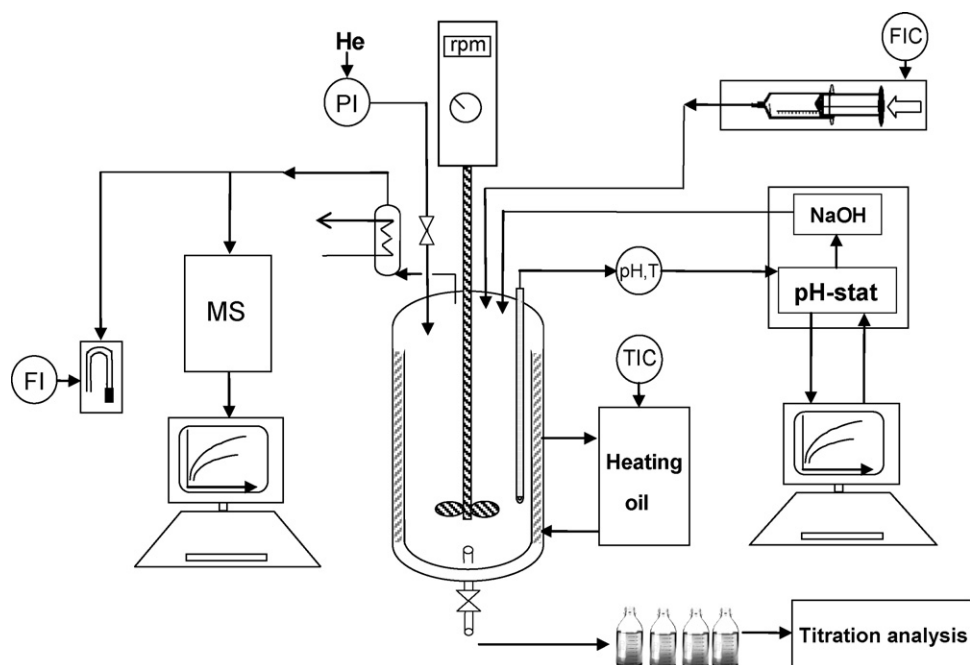 rpm
He
PI
FIC
NaOH
pH,T
pH-stat
MS
TIC
FI
Heating
oil
Titration analysis